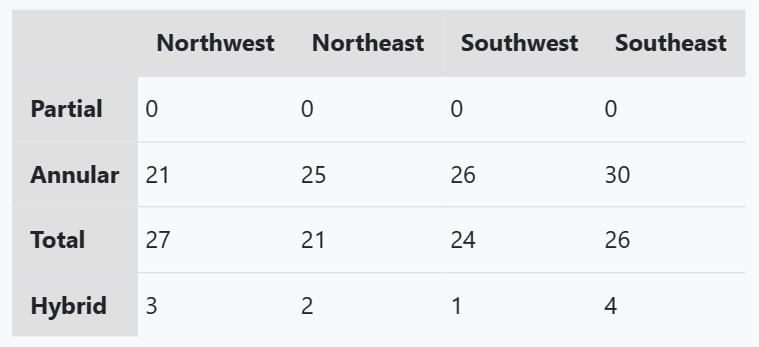 Northwest Northeast Southwest Southeast
Partial 0 0 0 0
Annular 21 25 26 30
Total 27 21 24 26
Hybrid 3 2 1 4